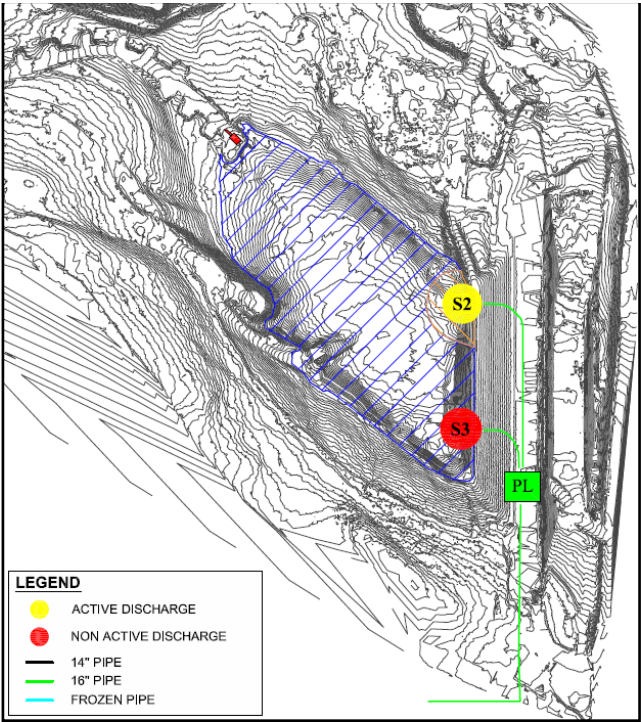 S2
S3
PL
LEGEND
ACTIVE DISCHARGE
NON ACTIVE DISCHARGE
14" PIPE
16" PIPE
FROZEN PIPE